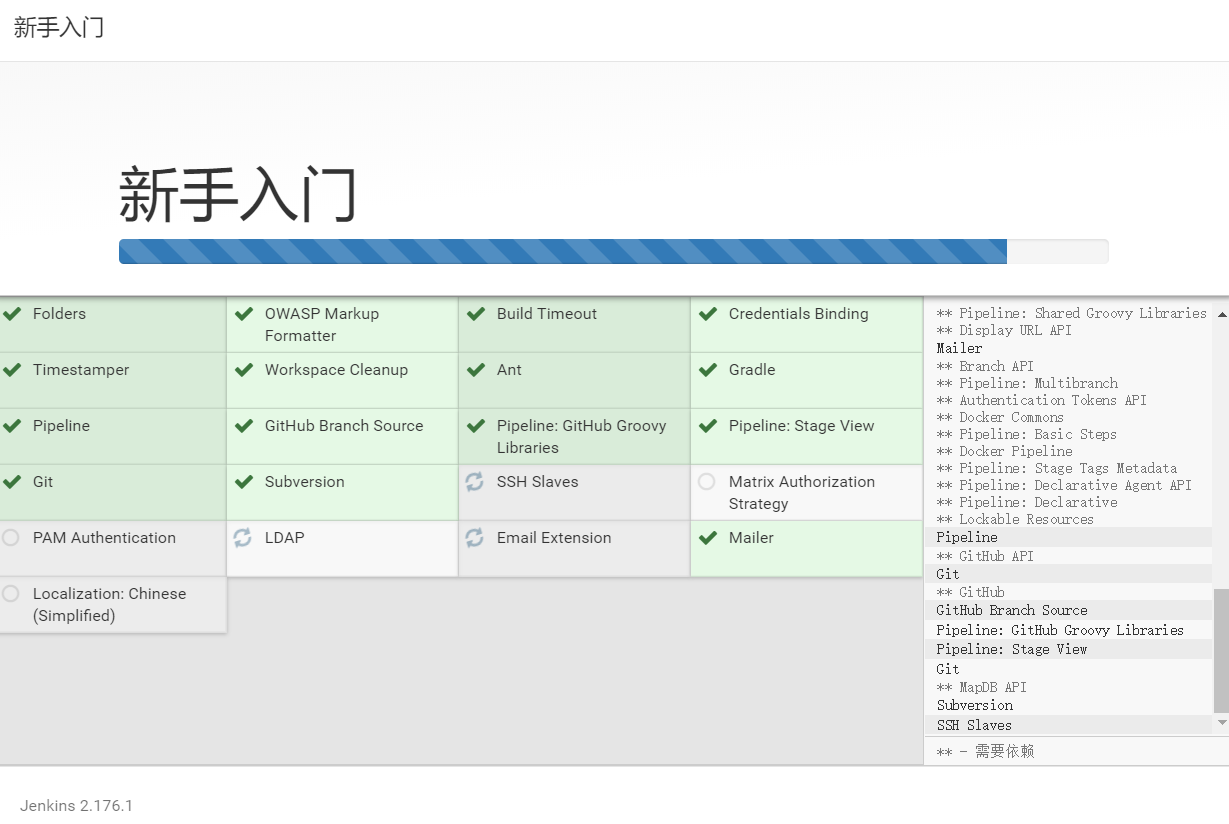 新手入门
新手入门
Folders
OWASP Markup
Formatter
Build Timeout
Credentials Binding
Timestamper
Workspace Cleanup
Ant
Gradle
Pipeline
GitHub Branch Source
Pipeline: GitHub Groovy
Libraries
Pipeline: Stage View
Git
Subversion
SSH Slaves
Matrix Authorization
Strategy
PAM Authentication
LDAP
Email Extension
Mailer
Localization: Chinese
(Simplified)
** Pipeline: Shared Groovy Libraries
** Display URL API
Mailer
** Branch API
** Pipeline: Multibranch
** Authentication Tokens API
** Docker Commons
** Pipeline: Basic Steps
** Docker Pipeline
** Pipeline: Stage Tags Metadata
** Pipeline: Declarative Agent API
** Pipeline: Declarative
** Lockable Resources
Pipeline
** GitHub API
Git
** GitHub
GitHub Branch Source
Pipeline: GitHub Groovy Libraries
Pipeline: Stage View
Git
** MapDB API
Subversion
SSH Slaves
** - 需要依赖
Jenkins 2.176.1